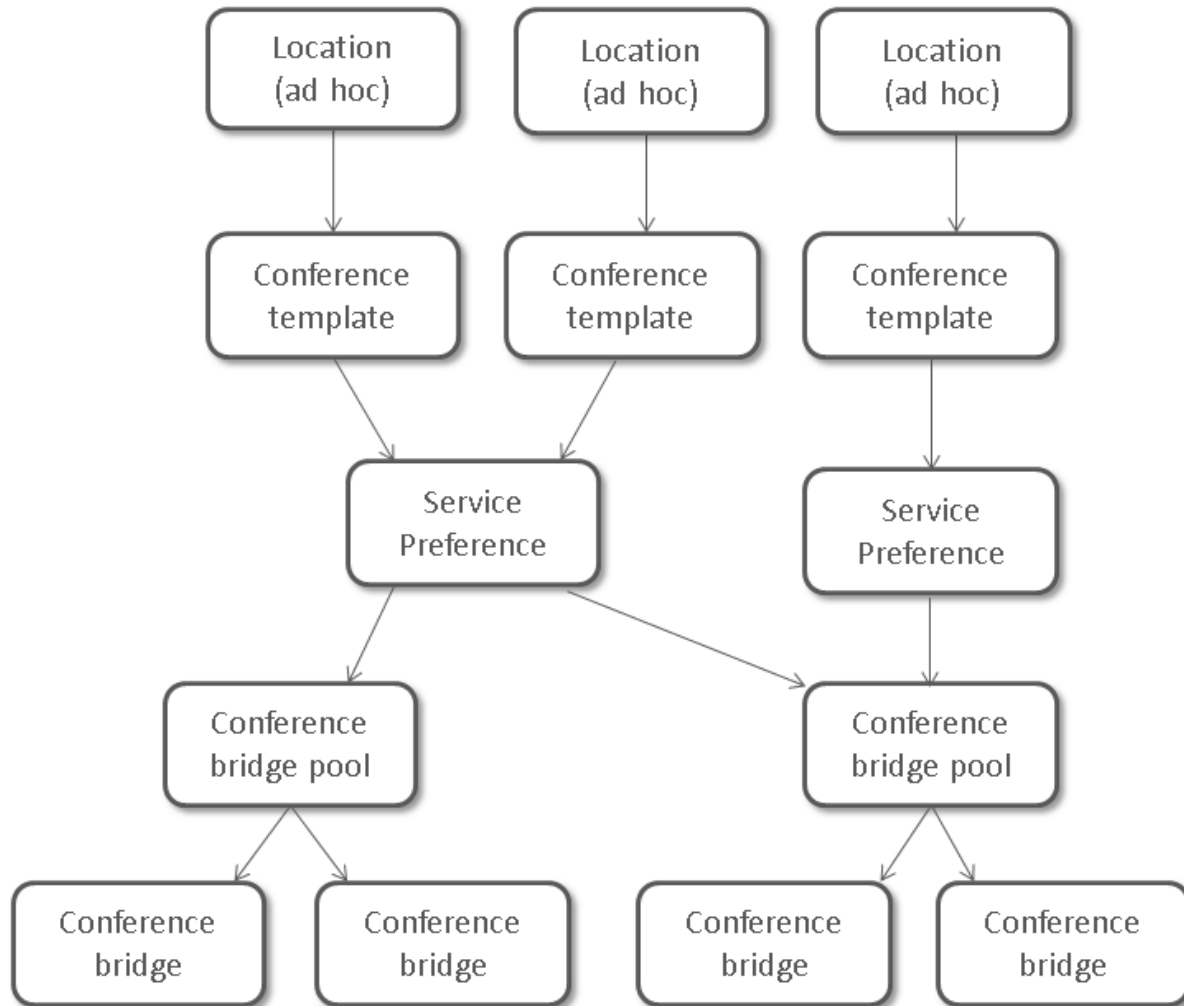 Location
(ad hoc)
Location
(ad hoc)
Location
(ad hoc)
Conference
template
Conference
template
Conference
template
Service
Preference
Service
Preference
Conference
bridge pool
Conference
bridge pool
Conference
bridge
Conference
bridge
Conference
bridge
Conference
bridge